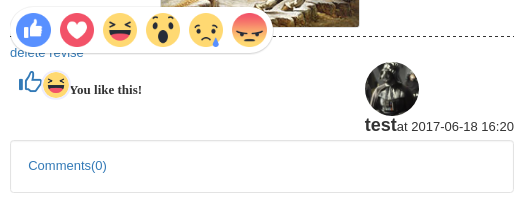 delete revise
You like this!
testat 2017-06-18 16:20
Comments(0)